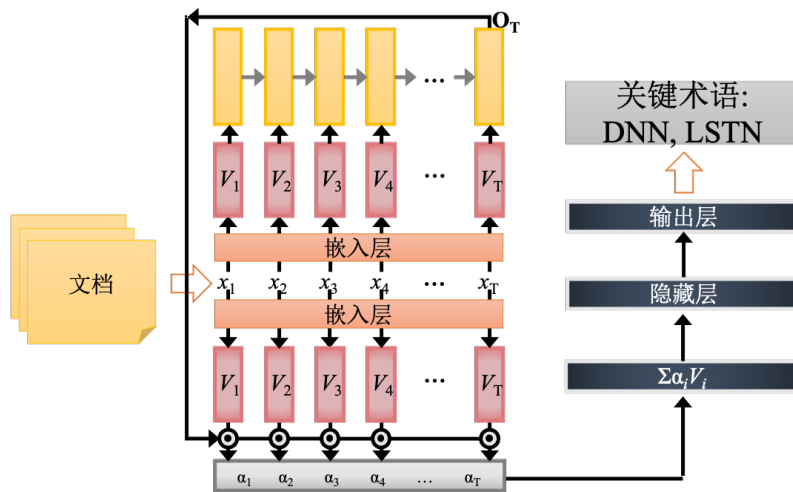 O_T
V_1 V_2 V_3 V_4 ... V_T
嵌入层
文档
x_1 x_2 x_3 x_4 ... x_T
嵌入层
V_1 V_2 V_3 V_4 ... V_T
α_1 α_2 α_3 α_4 ... α_T
关键术语:
DNN, LSTN
输出层
隐藏层
Σα_iV_i